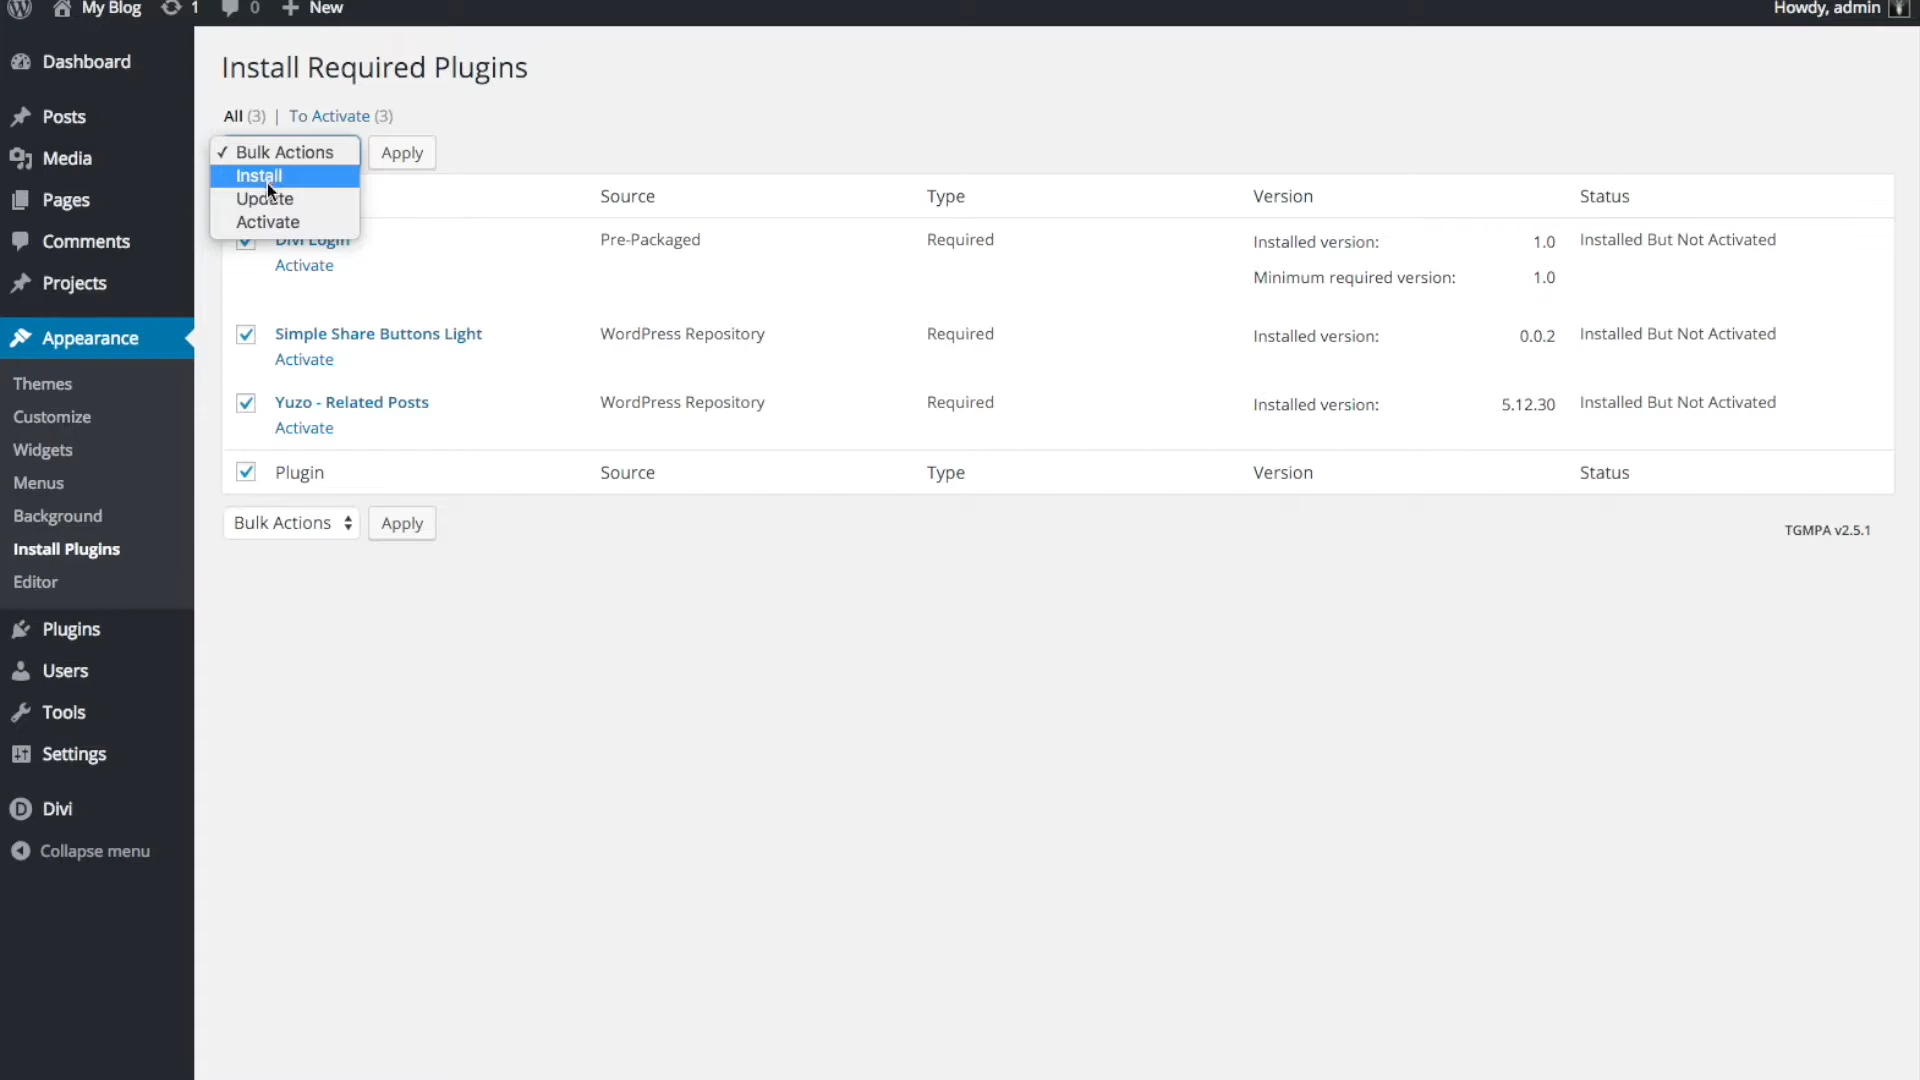 My Blog 1 0 New Howdy, admin
Dashboard
Posts
Media
Pages
Comments
Projects
Appearance
Themes
Customize
Widgets
Menus
Background
Install Plugins
Editor
Plugins
Users
Tools
Settings
Divi
Collapse menu
Install Required Plugins
All (3) | To Activate (3)
✓ Bulk Actions Apply
Install
Update
Activate
Source Type Version Status
Divi Login Pre-Packaged Required Installed version: 1.0 Installed But Not Activated
Activate Minimum required version: 1.0
Simple Share Buttons Light WordPress Repository Required Installed version: 0.0.2 Installed But Not Activated
Activate
Yuzo - Related Posts WordPress Repository Required Installed version: 5.12.30 Installed But Not Activated
Activate
Plugin Source Type Version Status
Bulk Actions Apply
TGMPA v2.5.1